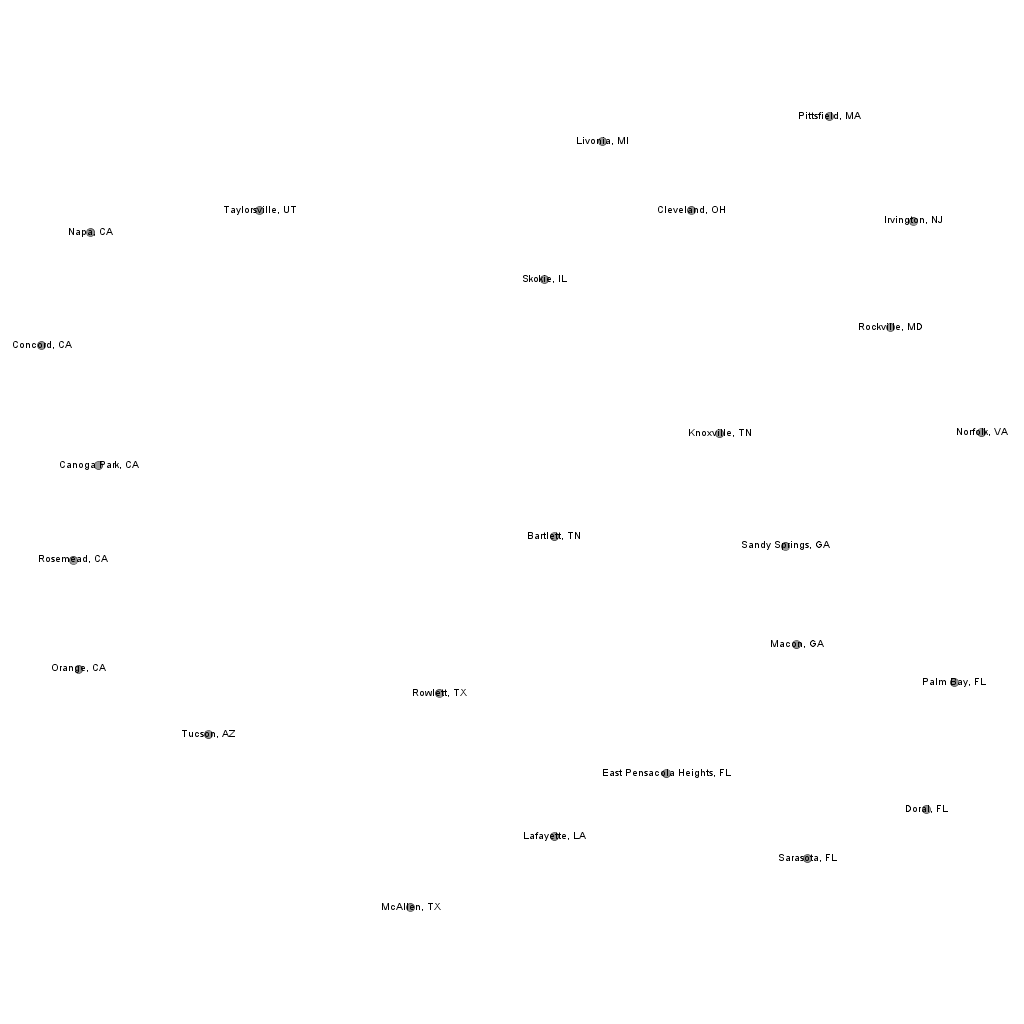 Pittsfield, MA
Livonia, MI
Taylorsville, UT
Cleveland, OH
Irvington, NJ
Napa, CA
Skokie, IL
Rockville, MD
Concord, CA
Knoxville, TN
Norfolk, VA
Canoga Park, CA
Bartlett, TN
Sandy Springs, GA
Rosemead, CA
Macon, GA
Orange, CA
Palm Bay, FL
Rowlett, TX
Tucson, AZ
East Pensacola Heights, FL
Doral, FL
Lafayette, LA
Sarasota, FL
McAllen, TX